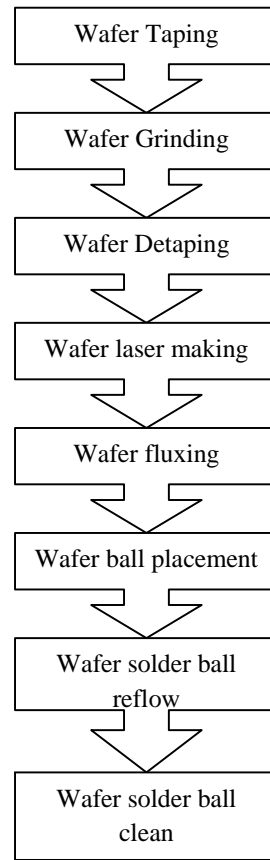 Wafer Taping
Wafer Grinding
Wafer Detaping
Wafer laser making
Wafer fluxing
Wafer ball placement
Wafer solder ball
reflow
Wafer solder ball
clean